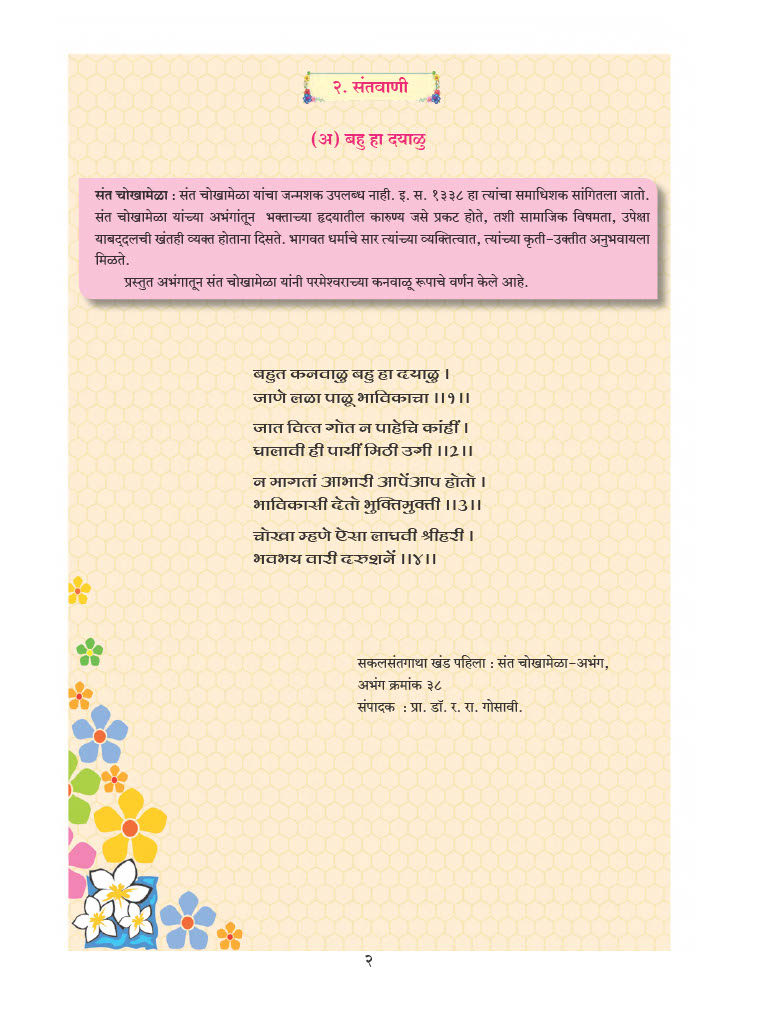 २. संतवाणी
(अ) बहु हा दयाळु
संत चोखामेळा : संत चोखामेळा यांचा जन्मशक उपलब्ध नाही. इ. स. १३३८ हा त्यांचा समाधिशक सांगितला जातो.
संत चोखामेळा यांच्या अभंगांतून भक्ताच्या हृदयातील कारुण्य जसे प्रकट होते, तशी सामाजिक विषमता, उपेक्षा
याबद्दलची खंतही व्यक्त होताना दिसते. भागवत धर्माचे सार त्यांच्या व्यक्तित्वात, त्यांच्या कृती-उक्तीत अनुभवायला
मिळते.
प्रस्तुत अभंगातून संत चोखामेळा यांनी परमेश्वराच्या कनवाळू रूपाचे वर्णन केले आहे.
बहुत कनवाळु बहु हा दयाळु ।
जाणे लळा पाळू भाविकाचा ।।१।।
जात वित्त गोत न पाहेचि कांहीं ।
घालावी ही पायीं मिठी उगी ।।2।।
न मागतां आभारी आपेंआप होतो ।
भाविकासी देतो भुक्तिमुक्ती ।।3।।
चोखा म्हणे ऐसा लाघवी श्रीहरी ।
भवभय वारी दरुशनें ।।४।।
सकलसंतगाथा खंड पहिला : संत चोखामेळा-अभंग,
अभंग क्रमांक ३८
संपादक : प्रा. डॉ. र. रा. गोसावी.
२